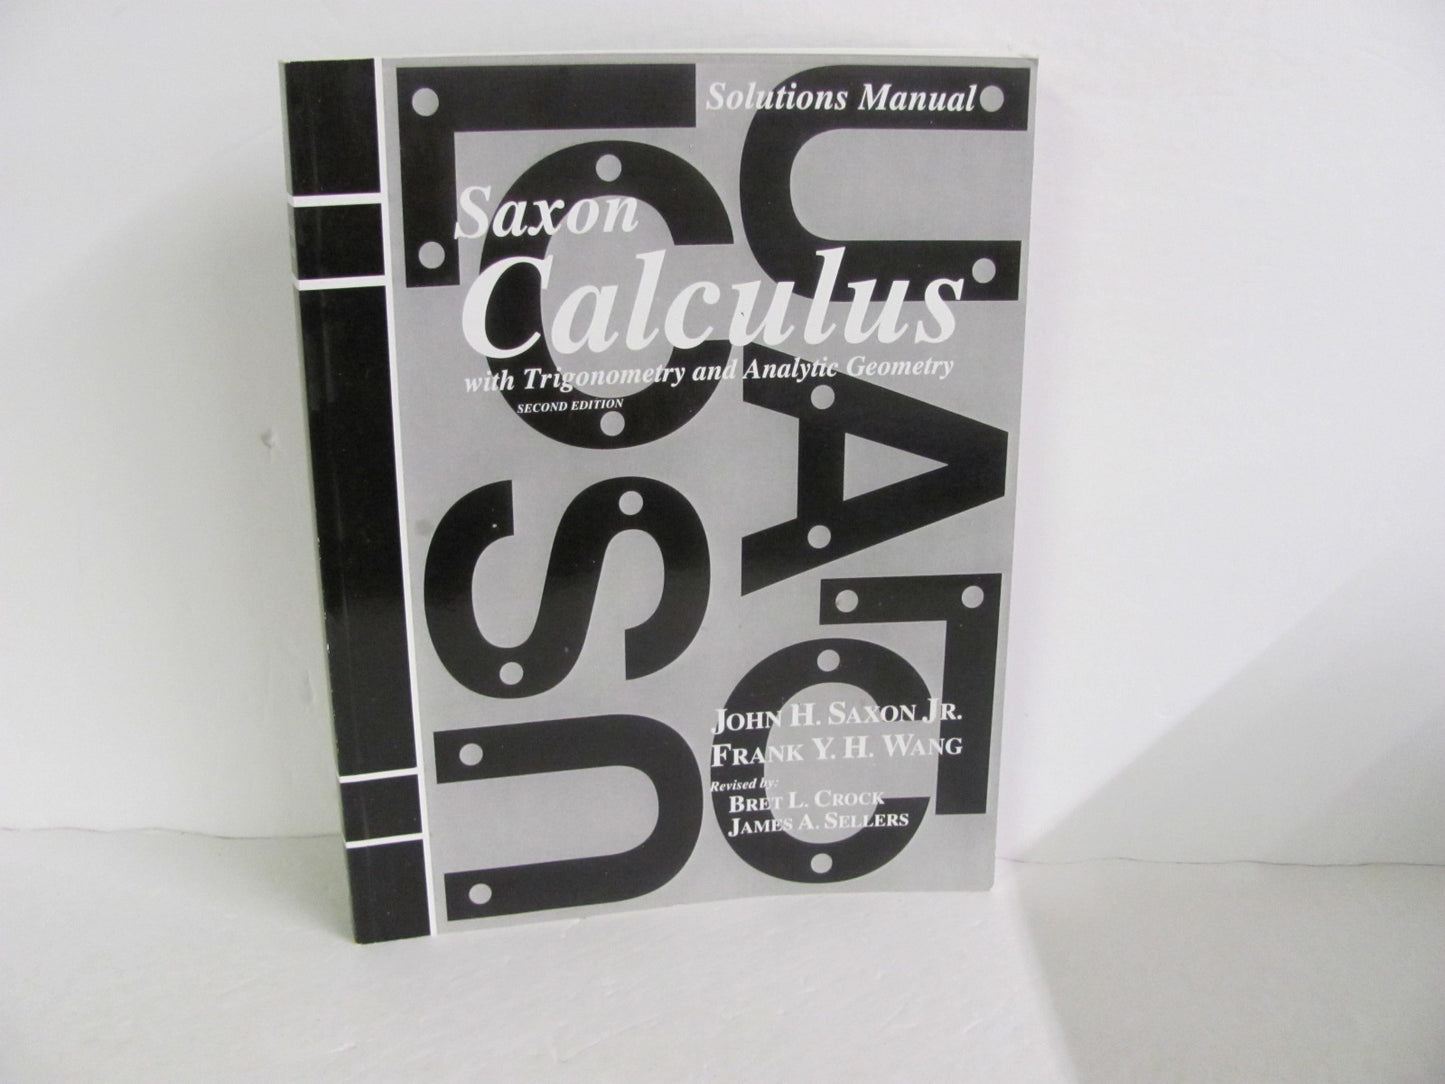 Solutions Manual
Saxon
Calculus
with Trigonometry and Analytic Geometry
SECOND EDITION
JOHN H. SAXON JR.
FRANK Y. H. WANG
Revised by:
BRET L. CROCK
JAMES A. SELLERS
CALCULUS